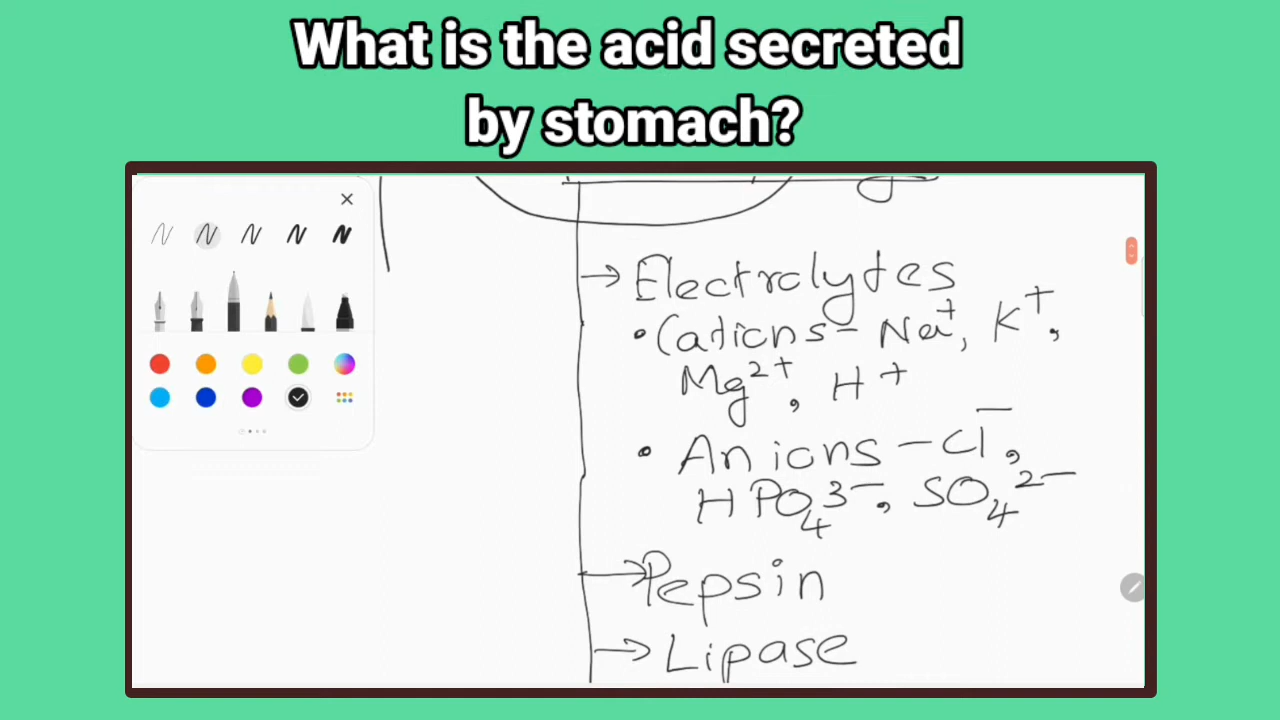 What is the acid secreted
by stomach?
→ Electrolytes
• Cations - Na⁺, K⁺,
Mg²⁺, H⁺
• Anions - Cl⁻,
HPO₄³⁻, SO₄²⁻
→ Pepsin
→ Lipase